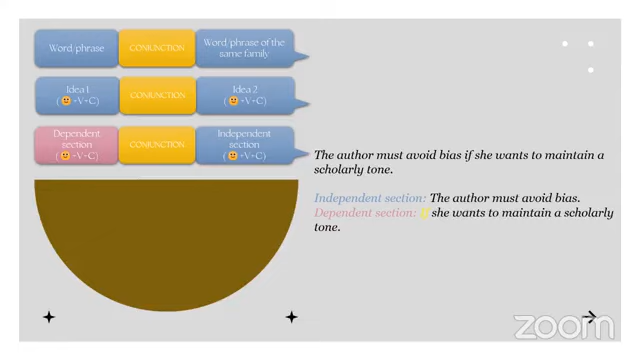 Word/phrase
CONJUNCTION
Word/phrase of the
same family
Idea 1
( +V+C)
CONJUNCTION
Idea 2
( +V+C)
Dependent
section
( +V+C)
CONJUNCTION
Independent
section
( +V+C)
The author must avoid bias if she wants to maintain a
scholarly tone.
Independent section: The author must avoid bias.
Dependent section: If she wants to maintain a scholarly
tone.
zoom